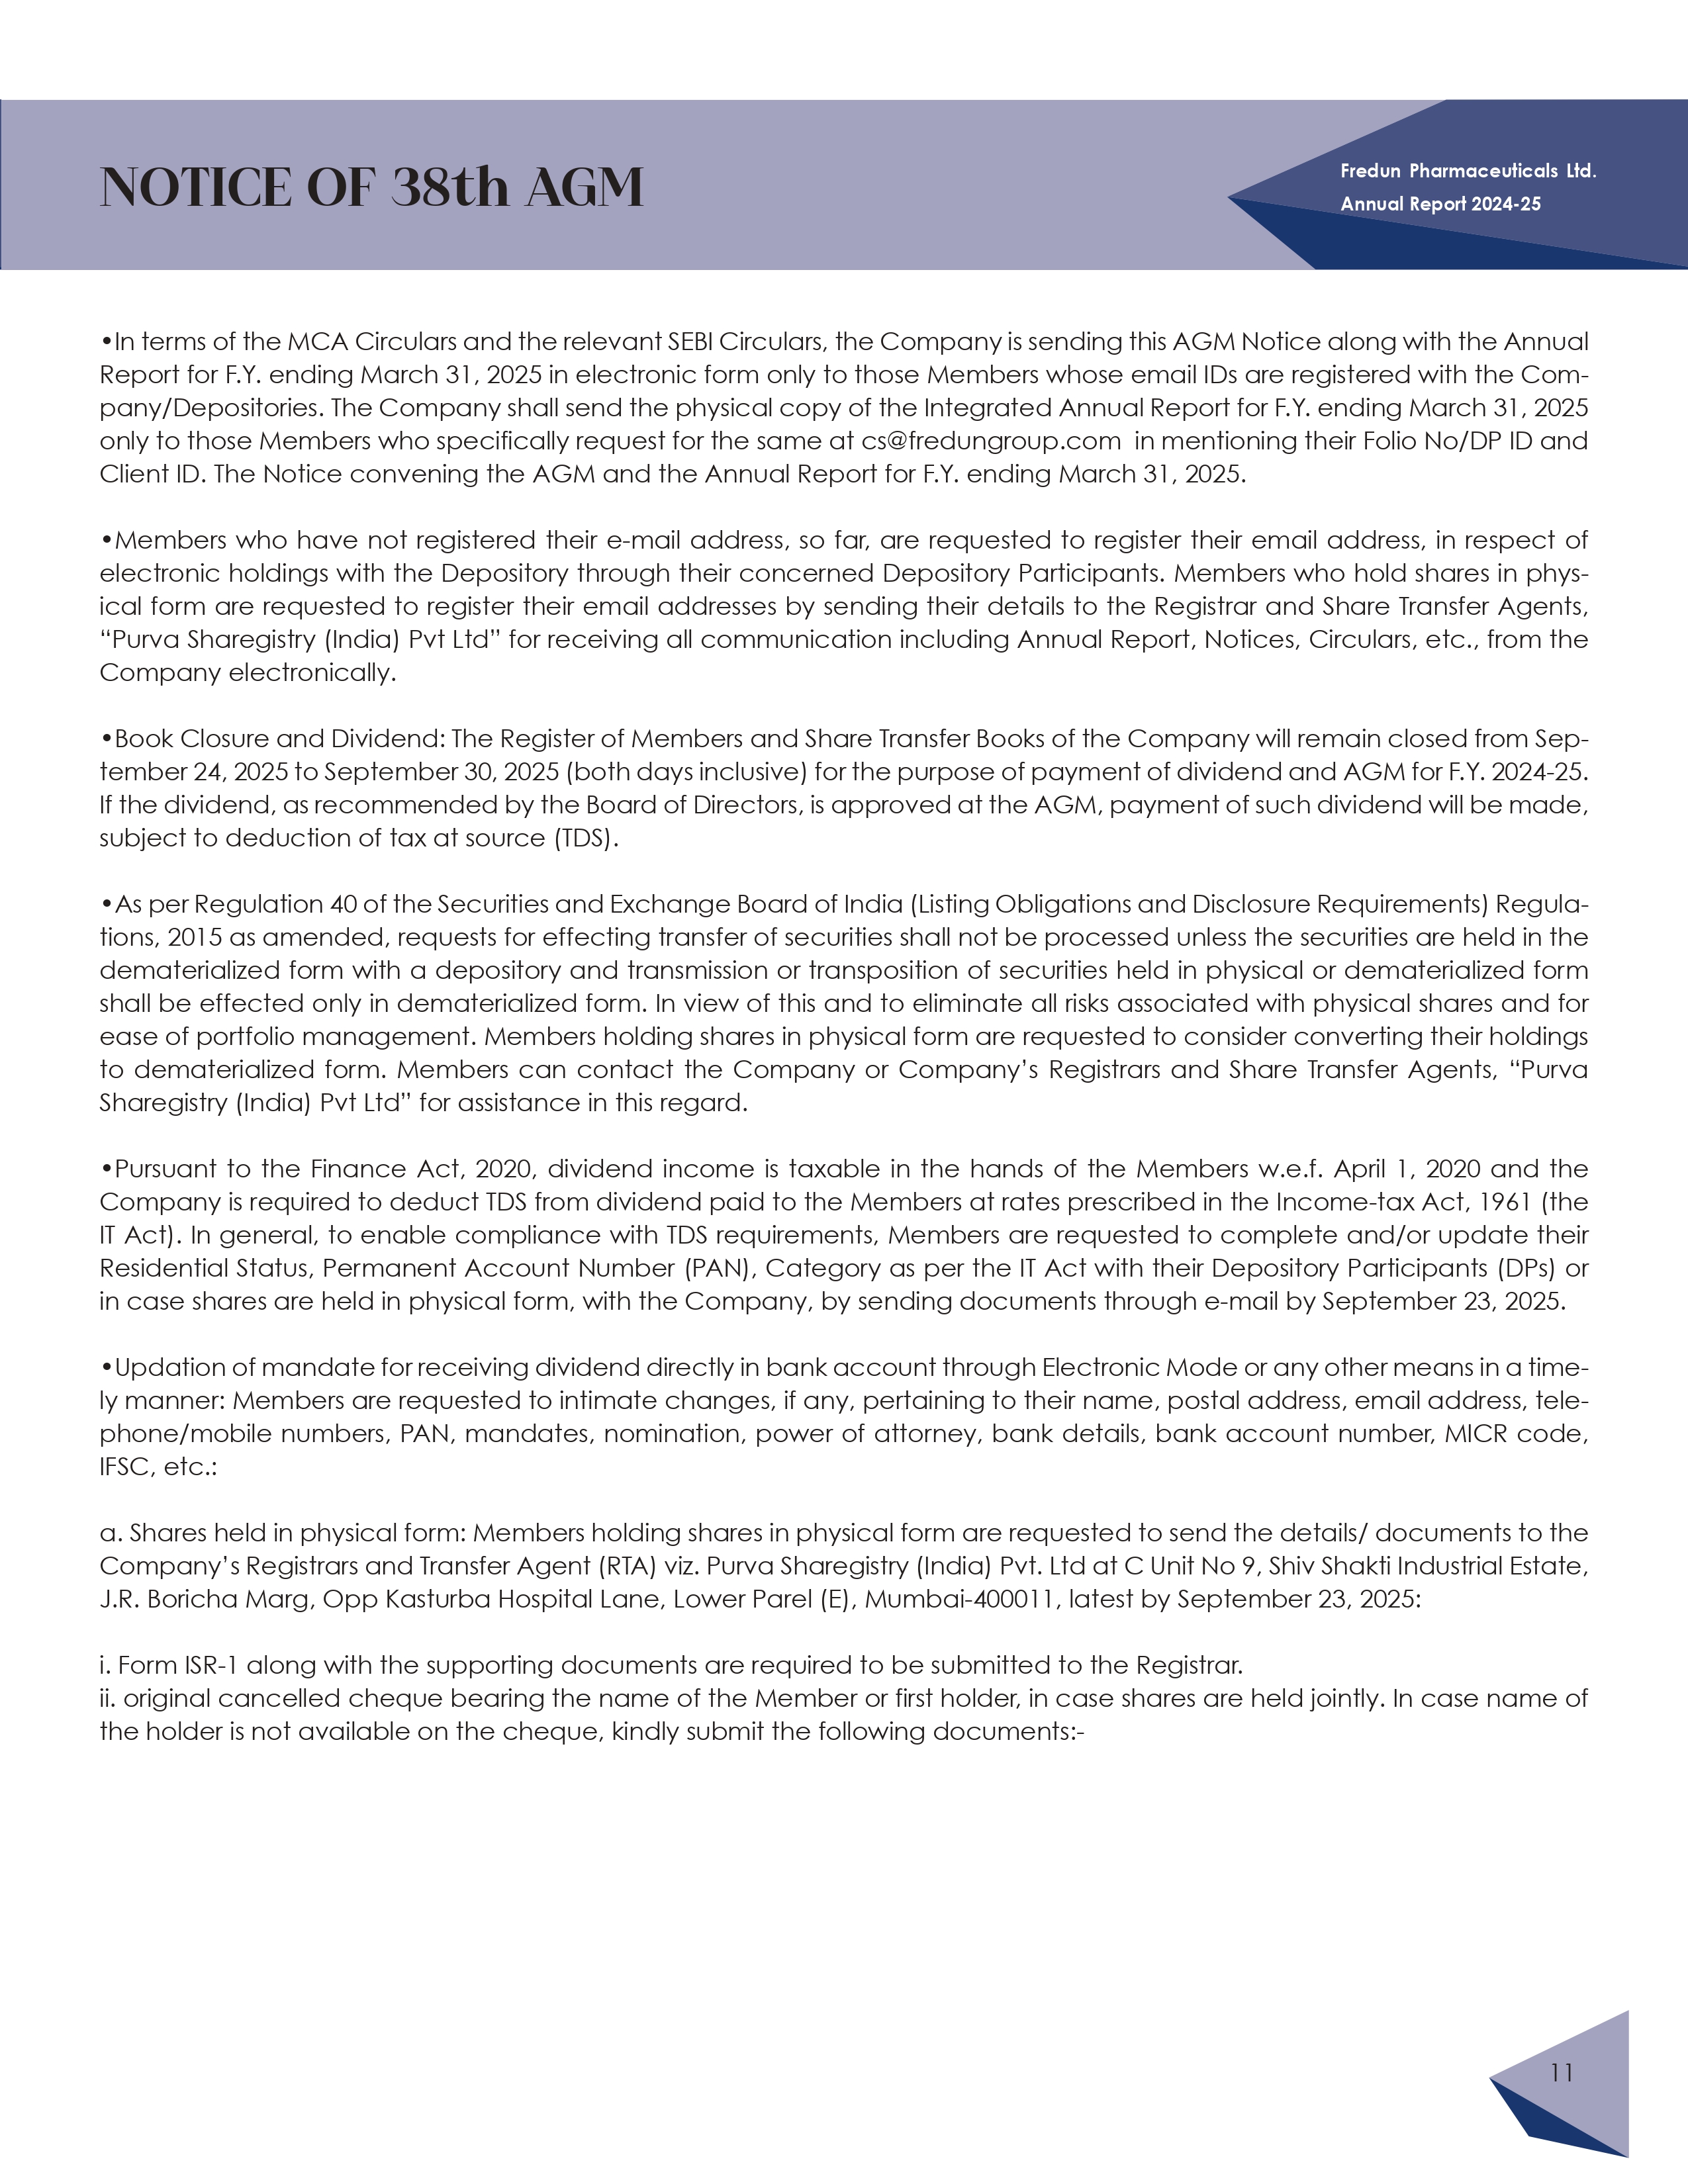 NOTICE OF 38th AGM
Fredun Pharmaceuticals Ltd.
Annual Report 2024-25
•In terms of the MCA Circulars and the relevant SEBI Circulars, the Company is sending this AGM Notice along with the Annual
Report for F.Y. ending March 31, 2025 in electronic form only to those Members whose email IDs are registered with the Com-
pany/Depositories. The Company shall send the physical copy of the Integrated Annual Report for F.Y. ending March 31, 2025
only to those Members who specifically request for the same at cs@fredungroup.com  in mentioning their Folio No/DP ID and
Client ID. The Notice convening the AGM and the Annual Report for F.Y. ending March 31, 2025.
•Members who have not registered their e-mail address, so far, are requested to register their email address, in respect of
electronic holdings with the Depository through their concerned Depository Participants. Members who hold shares in phys-
ical form are requested to register their email addresses by sending their details to the Registrar and Share Transfer Agents,
“Purva Sharegistry (India) Pvt Ltd” for receiving all communication including Annual Report, Notices, Circulars, etc., from the
Company electronically.
•Book Closure and Dividend: The Register of Members and Share Transfer Books of the Company will remain closed from Sep-
tember 24, 2025 to September 30, 2025 (both days inclusive) for the purpose of payment of dividend and AGM for F.Y. 2024-25.
If the dividend, as recommended by the Board of Directors, is approved at the AGM, payment of such dividend will be made,
subject to deduction of tax at source (TDS).
•As per Regulation 40 of the Securities and Exchange Board of India (Listing Obligations and Disclosure Requirements) Regula-
tions, 2015 as amended, requests for effecting transfer of securities shall not be processed unless the securities are held in the
dematerialized form with a depository and transmission or transposition of securities held in physical or dematerialized form
shall be effected only in dematerialized form. In view of this and to eliminate all risks associated with physical shares and for
ease of portfolio management. Members holding shares in physical form are requested to consider converting their holdings
to dematerialized form. Members can contact the Company or Company’s Registrars and Share Transfer Agents, “Purva
Sharegistry (India) Pvt Ltd” for assistance in this regard.
•Pursuant to the Finance Act, 2020, dividend income is taxable in the hands of the Members w.e.f. April 1, 2020 and the
Company is required to deduct TDS from dividend paid to the Members at rates prescribed in the Income-tax Act, 1961 (the
IT Act). In general, to enable compliance with TDS requirements, Members are requested to complete and/or update their
Residential Status, Permanent Account Number (PAN), Category as per the IT Act with their Depository Participants (DPs) or
in case shares are held in physical form, with the Company, by sending documents through e-mail by September 23, 2025.
•Updation of mandate for receiving dividend directly in bank account through Electronic Mode or any other means in a time-
ly manner: Members are requested to intimate changes, if any, pertaining to their name, postal address, email address, tele-
phone/mobile numbers, PAN, mandates, nomination, power of attorney, bank details, bank account number, MICR code,
IFSC, etc.:
a. Shares held in physical form: Members holding shares in physical form are requested to send the details/ documents to the
Company’s Registrars and Transfer Agent (RTA) viz. Purva Sharegistry (India) Pvt. Ltd at C Unit No 9, Shiv Shakti Industrial Estate,
J.R. Boricha Marg, Opp Kasturba Hospital Lane, Lower Parel (E), Mumbai-400011, latest by September 23, 2025:
i. Form ISR-1 along with the supporting documents are required to be submitted to the Registrar.
ii. original cancelled cheque bearing the name of the Member or first holder, in case shares are held jointly. In case name of
the holder is not available on the cheque, kindly submit the following documents:-
11